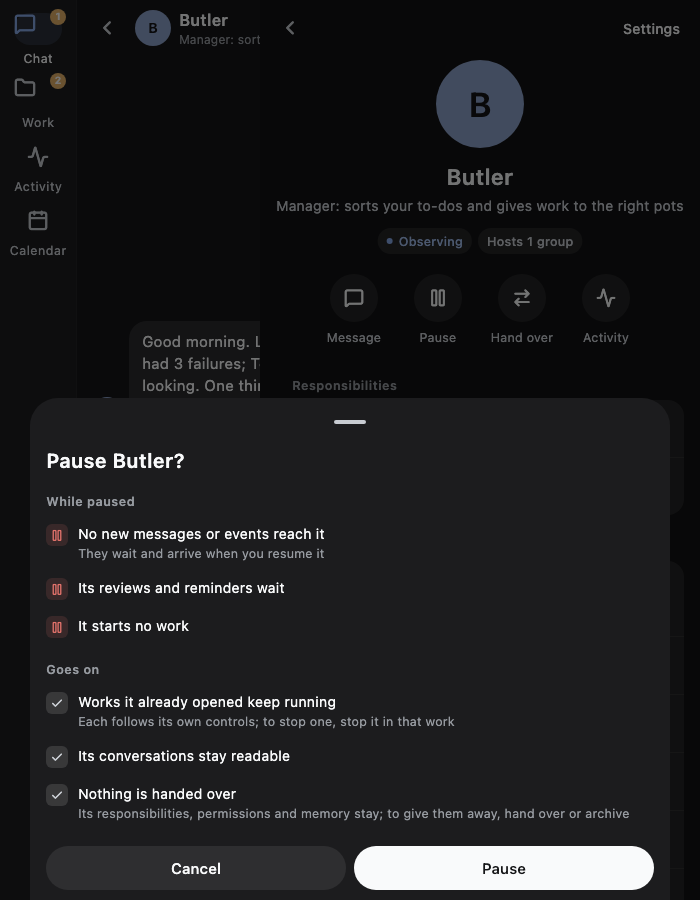 1
Chat
2
Work
Activity
Calendar
B
Butler
Manager: sort
Settings
B
Butler
Manager: sorts your to-dos and gives work to the right pots
Observing
Hosts 1 group
Message
Pause
Hand over
Activity
Responsibilities
Good morning. L
had 3 failures; T
looking. One thi
Pause Butler?
While paused
No new messages or events reach it
They wait and arrive when you resume it
Its reviews and reminders wait
It starts no work
Goes on
Works it already opened keep running
Each follows its own controls; to stop one, stop it in that work
Its conversations stay readable
Nothing is handed over
Its responsibilities, permissions and memory stay; to give them away, hand over or archive
Cancel
Pause